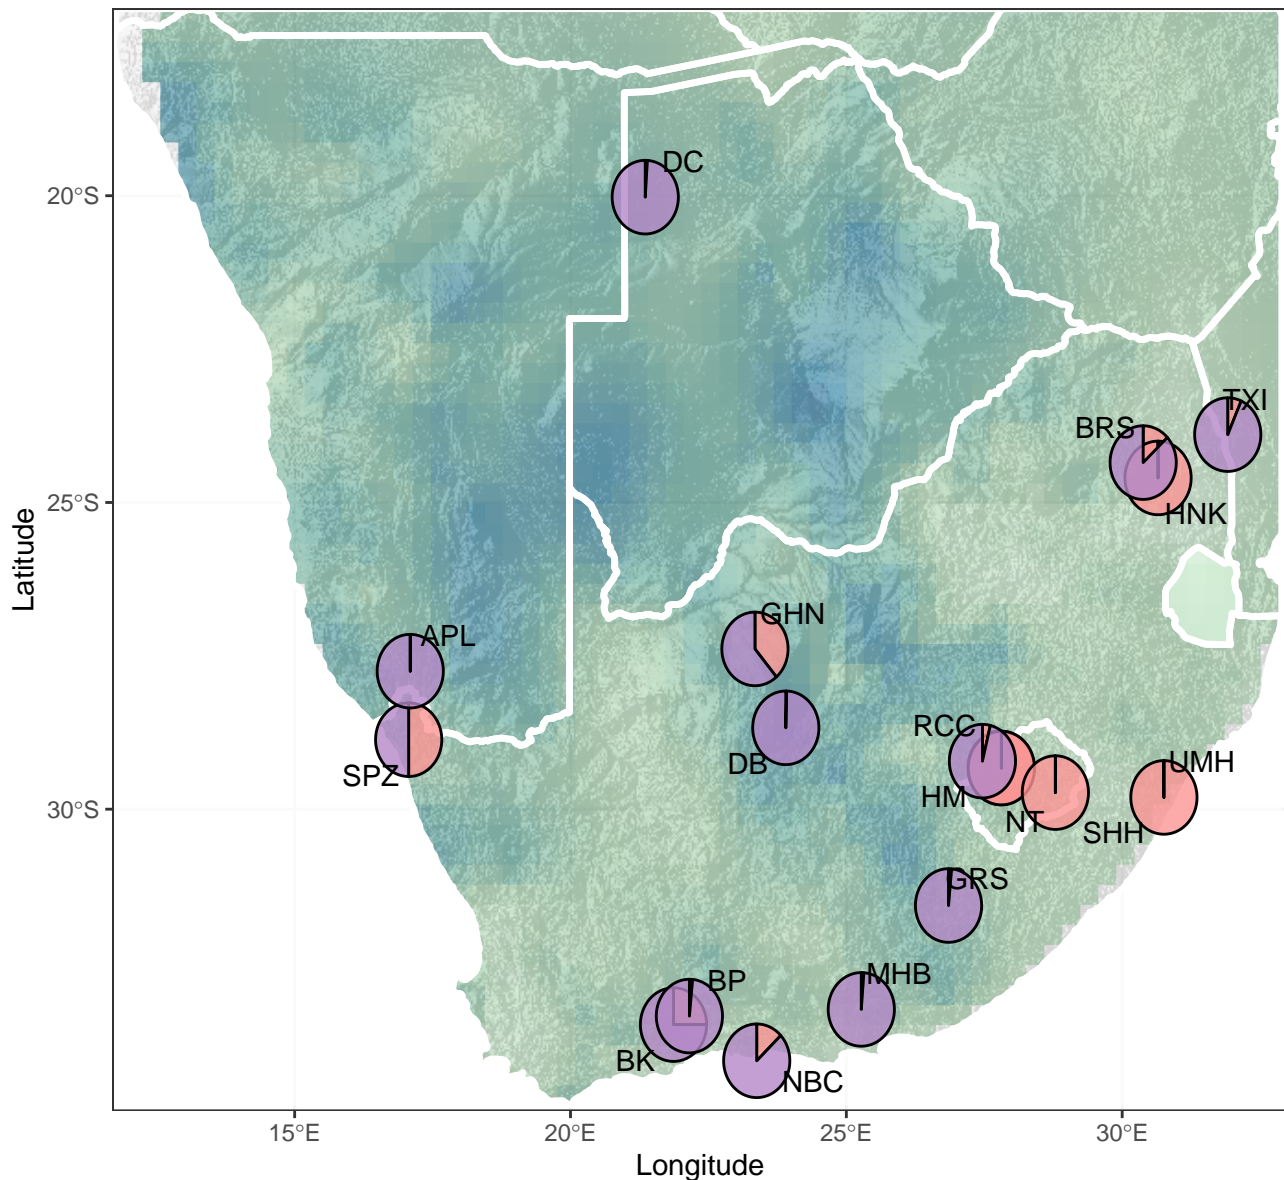 DC
20°S
TXI
BRS
25°S
HNK
Latitude
GHN
APL
RCC
DB
UMH
SPZ
HM
30°S
NT
SHH
GRS
MHB
BP
BK
NBC
15°E
20°E
25°E
30°E
Longitude